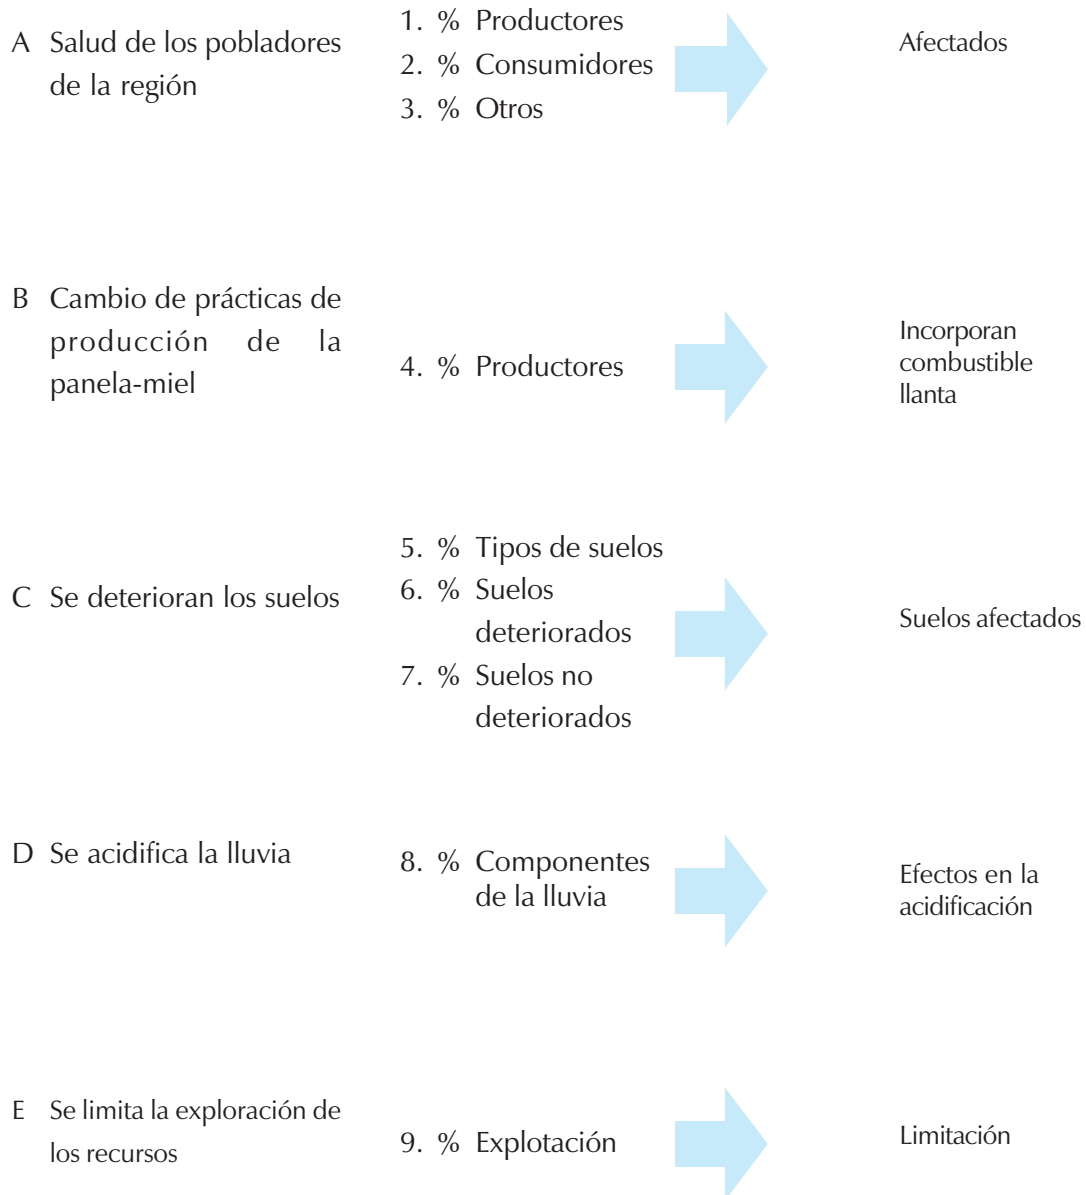 A Salud de los pobladores
de la región
1. % Productores
2. % Consumidores
3. % Otros
Afectados
B Cambio de prácticas de
producción de la
panela-miel
4. % Productores
Incorporan
combustible
llanta
C Se deterioran los suelos
5. % Tipos de suelos
6. % Suelos
deteriorados
7. % Suelos no
deteriorados
Suelos afectados
D Se acidifica la lluvia
8. % Componentes
de la lluvia
Efectos en la
acidificación
E Se limita la exploración de
los recursos
9. % Explotación
Limitación